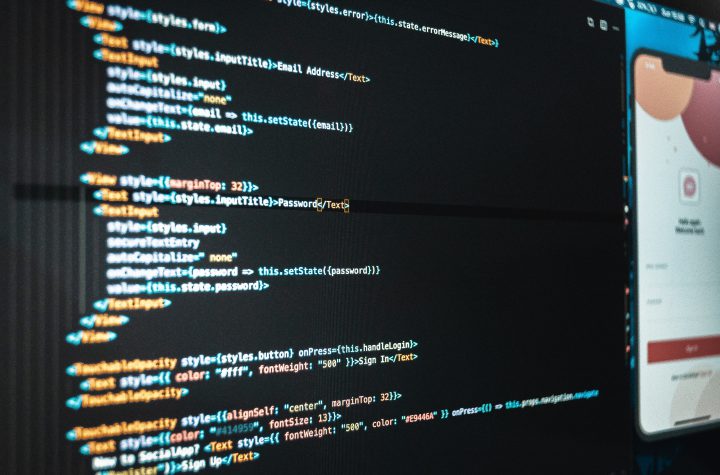 style={styles.error}>{this.state.errorMessage}</Text>}
<View style={styles.form}>
<View>
<Text style={styles.inputTitle}>Email Address</Text>
<TextInput
style={styles.input}
autoCapitalize="none"
onChangeText={email => this.setState({email})}
value={this.state.email}>
</TextInput>
</View>
<View style={{marginTop: 32}}>
<Text style={styles.inputTitle}>Password</Text>
<TextInput
style={styles.input}
secureTextEntry
autoCapitalize=" none"
onChangeText={password => this.setState({password})}
value={this.state.password}>
</TextInput>
</View>
</View>
<TouchableOpacity style={styles.button} onPress={this.handleLogin}>
<Text style={{ color: "#fff", fontWeight: "500" }}>Sign In</Text>
</TouchableOpacity>
<TouchableOpacity style={{alignSelf: "center", marginTop: 32}}>
<Text style={{color: "#414959", fontSize: 13}}>
New to SocialApp? <Text style={{ fontWeight: "500", color: "#E9446A" }} onPress={() => this.props.navigation.navigate
("Register")}>Sign Up</Text>